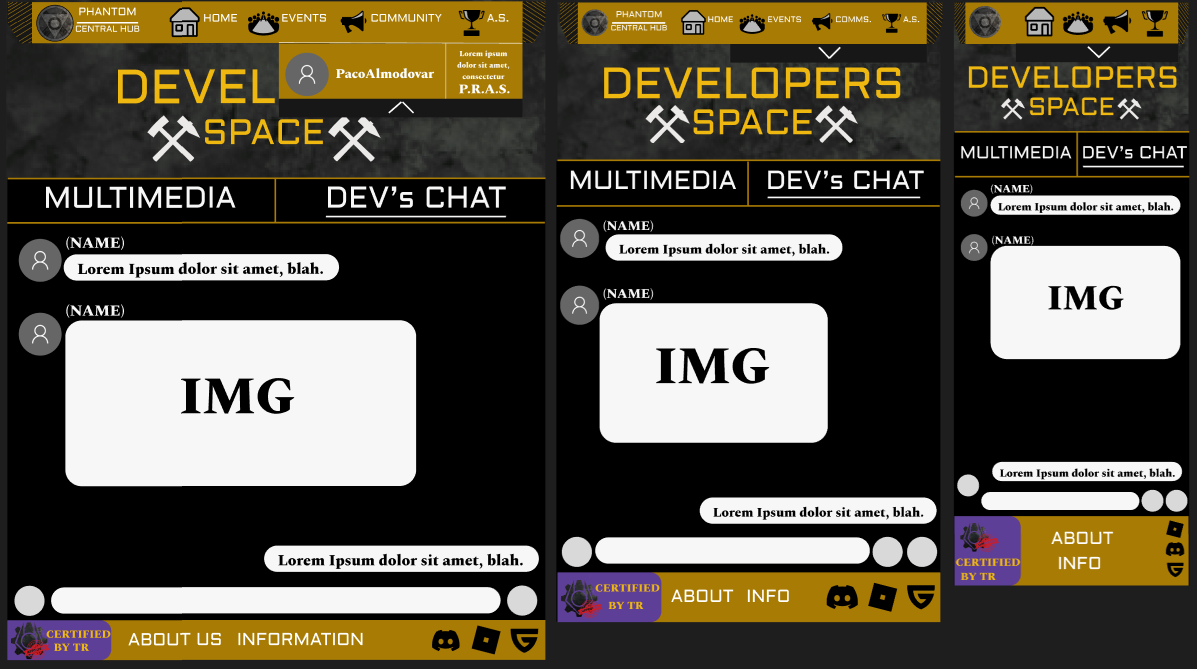 PHANTOM
CENTRAL HUB
HOME
EVENTS
COMMUNITY
A.S.
PacoAlmodovar
Lorem ipsum
dolor sit amet,
consectetur
P.R.A.S.
DEVEL
SPACE
MULTIMEDIA
DEV's CHAT
(NAME)
Lorem Ipsum dolor sit amet, blah.
(NAME)
IMG
Lorem Ipsum dolor sit amet, blah.
CERTIFIED
BY TR
ABOUT US
INFORMATION
PHANTOM
CENTRAL HUB
HOME
EVENTS
COMMS.
A.S.
DEVELOPERS
SPACE
MULTIMEDIA
DEV's CHAT
(NAME)
Lorem Ipsum dolor sit amet, blah.
(NAME)
IMG
Lorem Ipsum dolor sit amet, blah.
CERTIFIED
BY TR
ABOUT
INFO
DEVELOPERS
SPACE
MULTIMEDIA
DEV's CHAT
(NAME)
Lorem Ipsum dolor sit amet, blah.
(NAME)
IMG
Lorem Ipsum dolor sit amet, blah.
CERTIFIED
BY TR
ABOUT
INFO